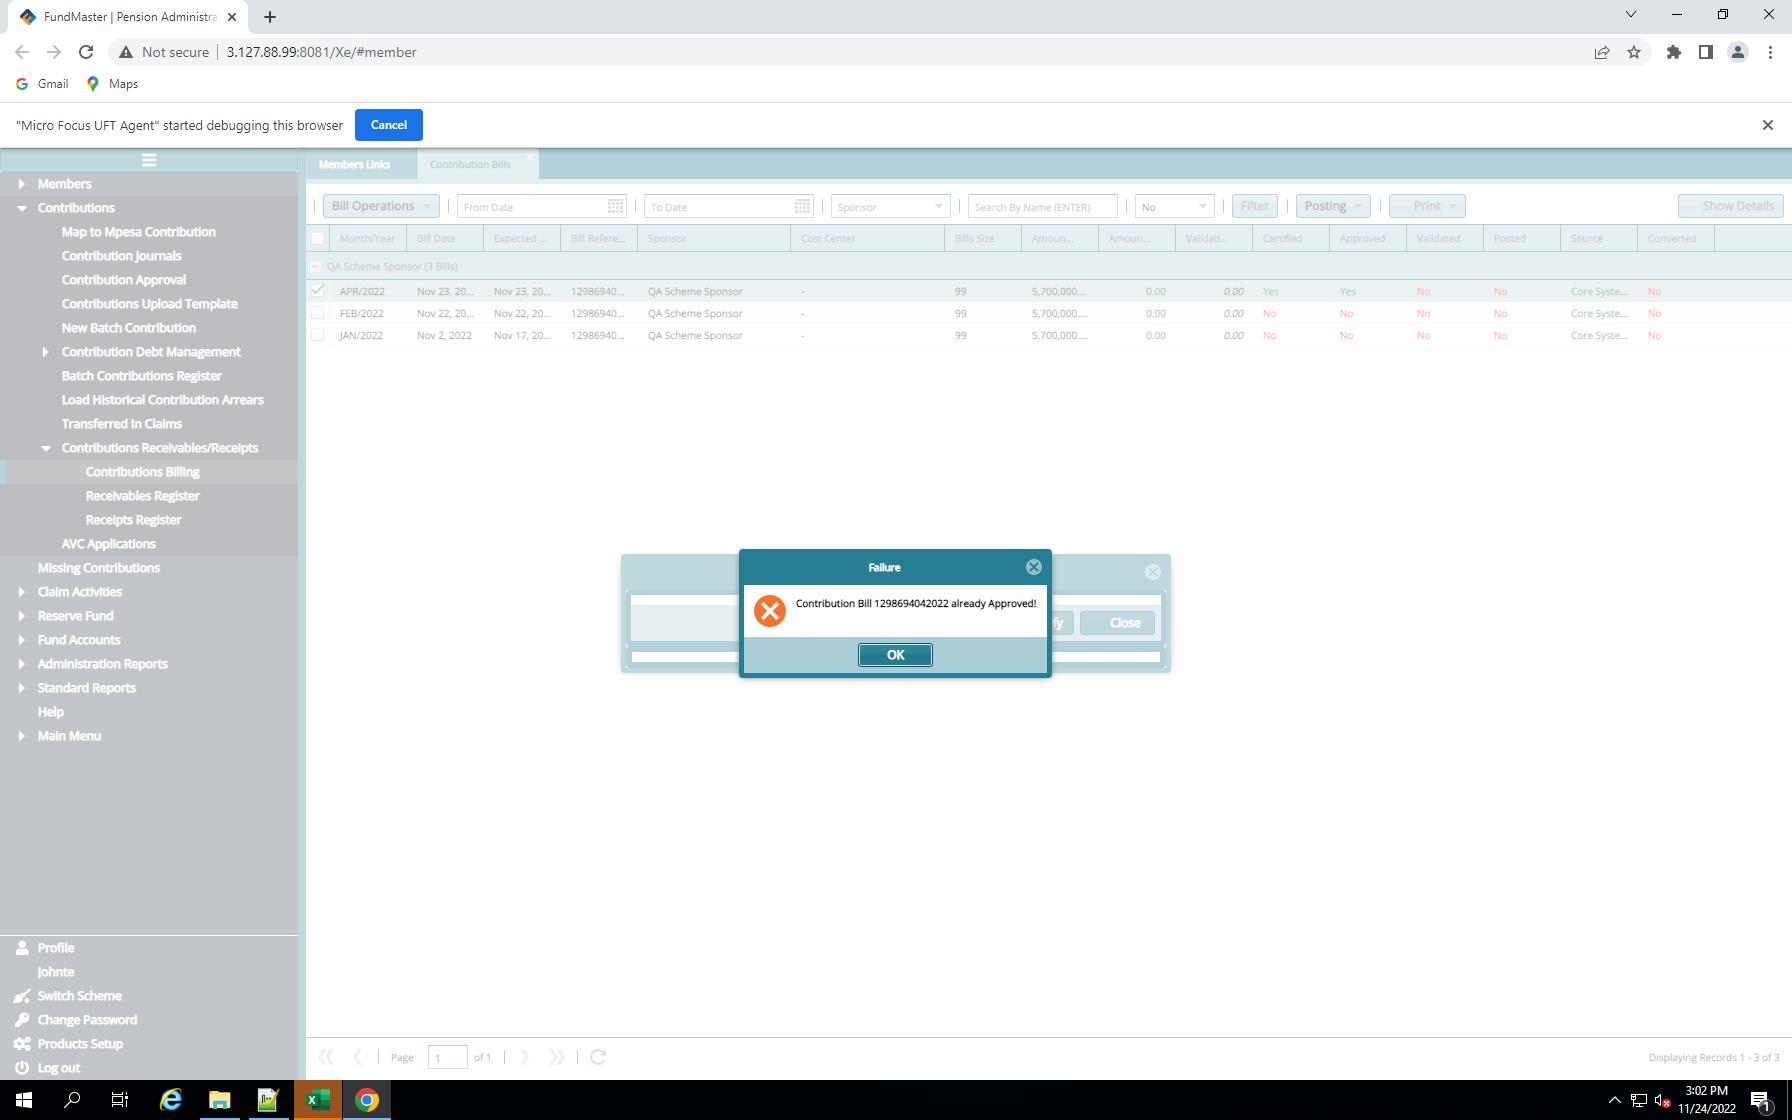 FundMaster | Pension Administra
Not secure
3.127.88.99:8081/Xe/#member
Gmail
Maps
"Micro Focus UFT Agent" started debugging this browser
Cancel
Members Links
Contribution Bills
Bill Operations
From Date
To Date
Sponsor
Search By Name (ENTER)
No
Filter
Posting
Print
Show Details
Month/Year Bill Date Expected ... Bill Refere... Sponsor Cost Center Bills Size Amoun... Amoun... Validati... Certified Approved Validated Posted Source Converted
QA Scheme Sponsor (3 Bills)
APR/2022 Nov 23, 20... Nov 23, 20... 12986940... QA Scheme Sponsor - 99 5,700,000.... 0.00 0.00 Yes Yes No No Core Syste... No
FEB/2022 Nov 22, 20... Nov 22, 20... 12986940... QA Scheme Sponsor - 99 5,700,000.... 0.00 0.00 No No No No Core Syste... No
JAN/2022 Nov 2, 2022 Nov 17, 20... 12986940... QA Scheme Sponsor - 99 5,700,000.... 0.00 0.00 No No No No Core Syste... No
Members
Contributions
Map to Mpesa Contribution
Contribution Journals
Contribution Approval
Contributions Upload Template
New Batch Contribution
Contribution Debt Management
Batch Contributions Register
Load Historical Contribution Arrears
Transferred In Claims
Contributions Receivables/Receipts
Contributions Billing
Receivables Register
Receipts Register
AVC Applications
Missing Contributions
Claim Activities
Reserve Fund
Fund Accounts
Administration Reports
Standard Reports
Help
Main Menu
Failure
Contribution Bill 1298694042022 already Approved!
OK
fy
Close
Profile
Johnte
Switch Scheme
Change Password
Products Setup
Log out
Page 1 of 1
Displaying Records 1 - 3 of 3
3:02 PM
11/24/2022
1